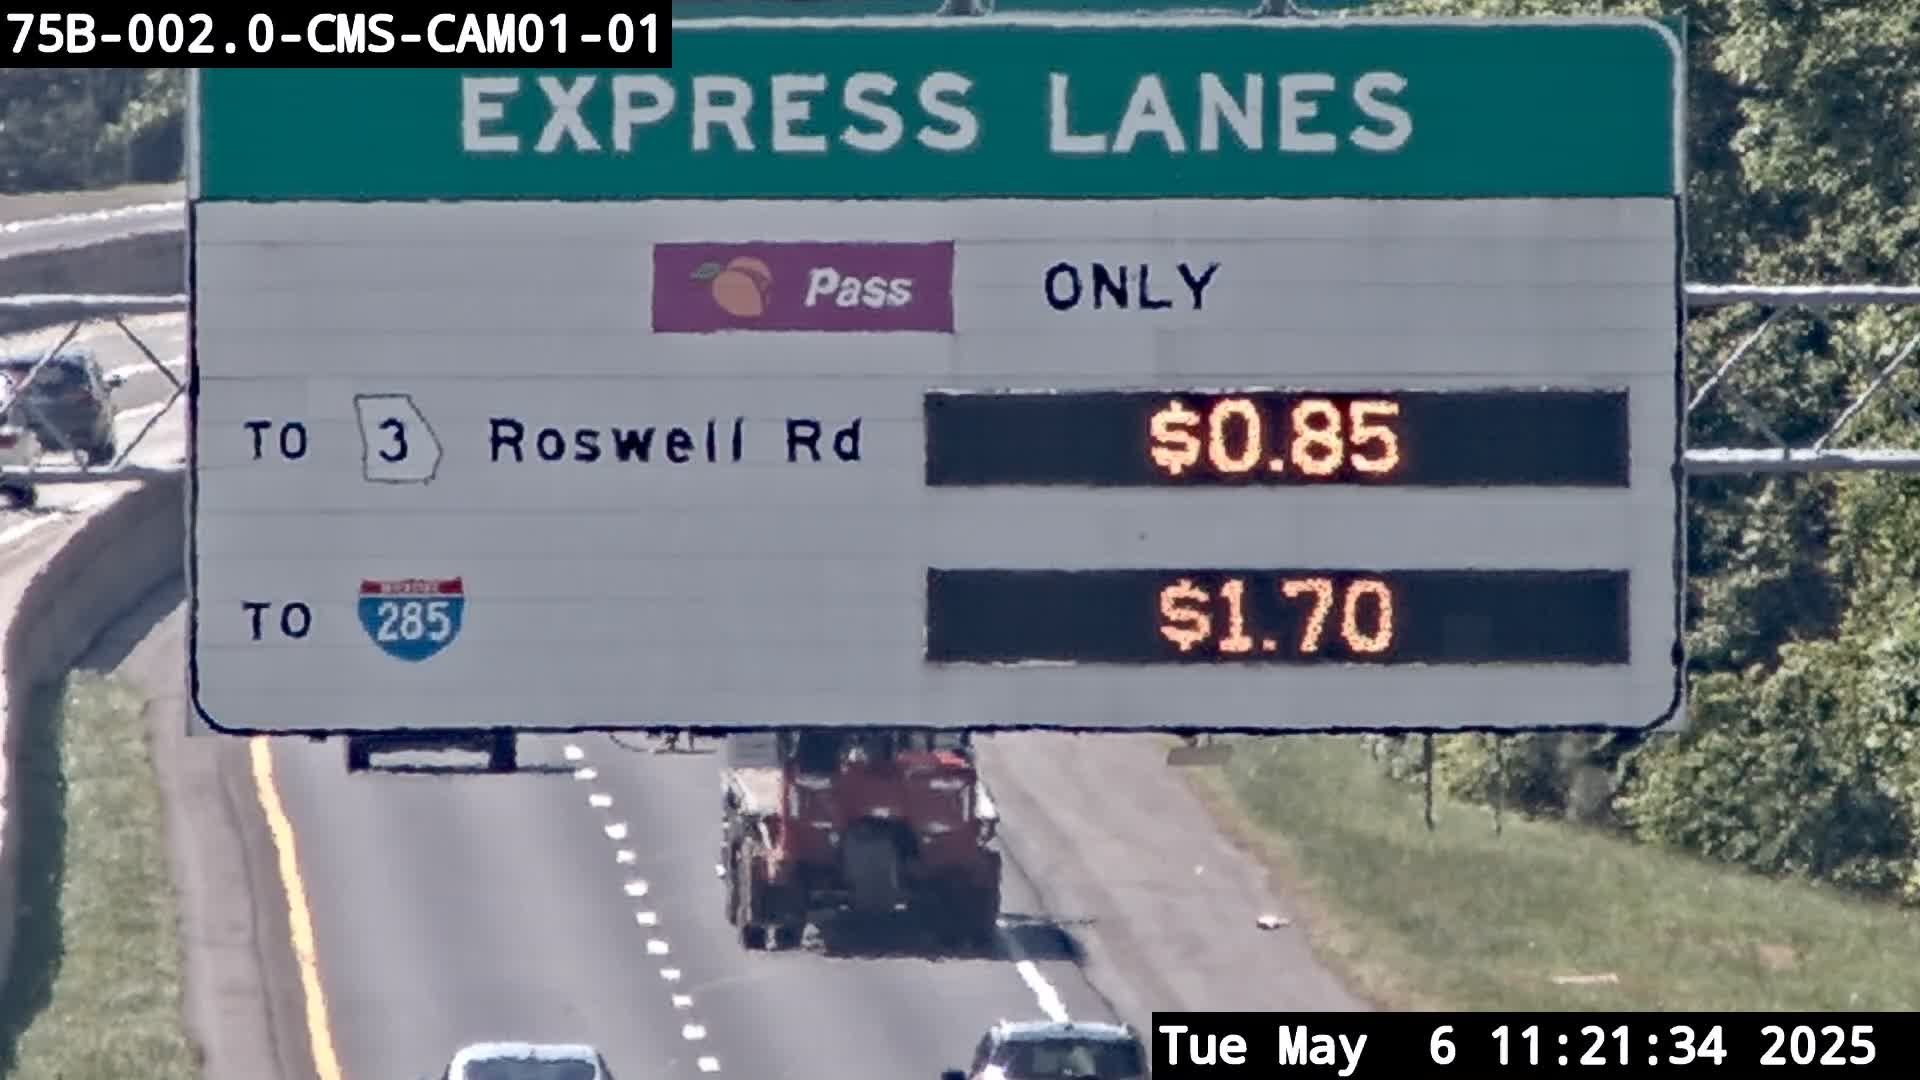 75B-002.0-CMS-CAM01-01
EXPRESS LANES
Pass ONLY
TO 3 Roswell Rd $0.85
TO 285 $1.70
Tue May 6 11:21:34 2025